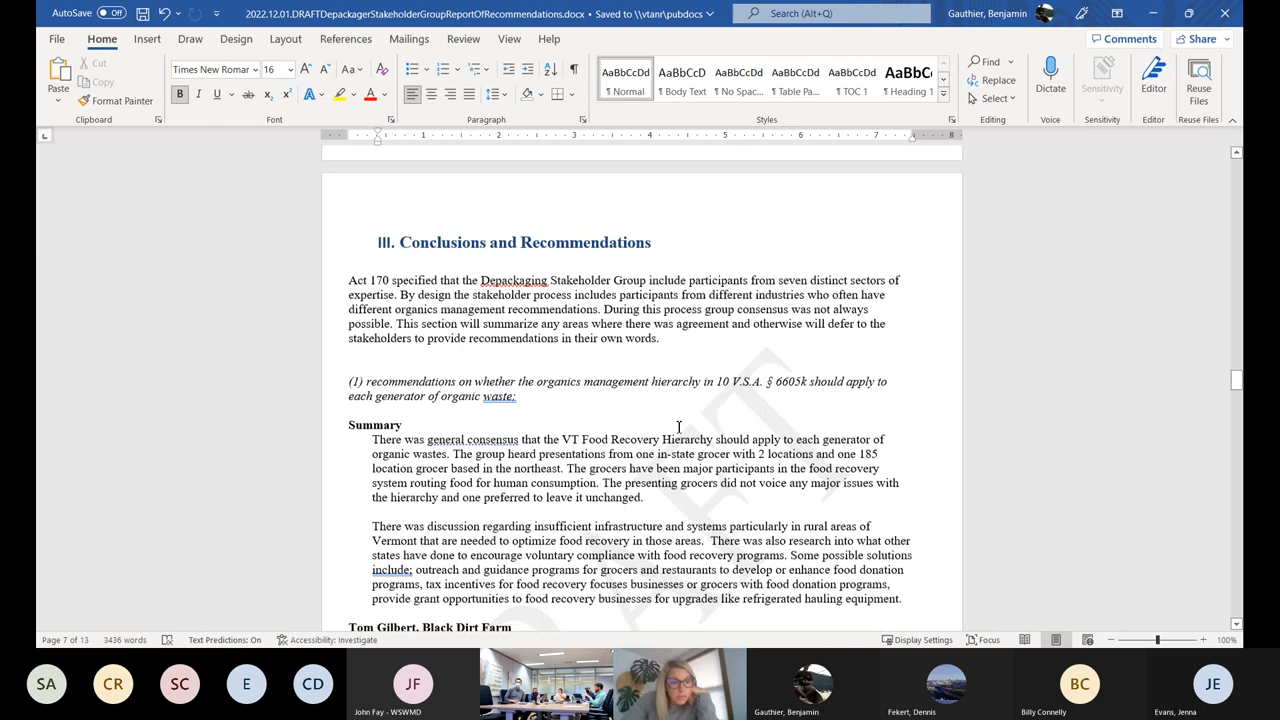 AutoSave Off 2022.12.01.DRAFTDepackagerStakeholderGroupReportOfRecommendations.docx • Saved to \\vtanr\pubdocs Search (Alt+Q) Gauthier, Benjamin
File Home Insert Draw Design Layout References Mailings Review View Help Comments Share
Paste Cut Copy Format Painter
Times New Romar 16
AaBbCcDd AaBbCcD AaBbCcDd AaBbCcDd AaBbCcDd AaBbC
¶ Normal ¶ Body Text ¶ No Spac... ¶ Table Pa... ¶ TOC 1 ¶ Heading 1
Find Replace Select Dictate Sensitivity Editor Reuse Files
Clipboard Font Paragraph Styles Editing Voice Sensitivity Editor Reuse Files
1 2 3 4 5 6 7 8
III. Conclusions and Recommendations
Act 170 specified that the Depackaging Stakeholder Group include participants from seven distinct sectors of
expertise. By design the stakeholder process includes participants from different industries who often have
different organics management recommendations. During this process group consensus was not always
possible. This section will summarize any areas where there was agreement and otherwise will defer to the
stakeholders to provide recommendations in their own words.
(1) recommendations on whether the organics management hierarchy in 10 V.S.A. § 6605k should apply to
each generator of organic waste;
Summary
There was general consensus that the VT Food Recovery Hierarchy should apply to each generator of
organic wastes. The group heard presentations from one in-state grocer with 2 locations and one 185
location grocer based in the northeast. The grocers have been major participants in the food recovery
system routing food for human consumption. The presenting grocers did not voice any major issues with
the hierarchy and one preferred to leave it unchanged.
There was discussion regarding insufficient infrastructure and systems particularly in rural areas of
Vermont that are needed to optimize food recovery in those areas. There was also research into what other
states have done to encourage voluntary compliance with food recovery programs. Some possible solutions
include; outreach and guidance programs for grocers and restaurants to develop or enhance food donation
programs, tax incentives for food recovery focuses businesses or grocers with food donation programs,
provide grant opportunities to food recovery businesses for upgrades like refrigerated hauling equipment.
Tom Gilbert, Black Dirt Farm
DRAFT
Page 7 of 13 3436 words Text Predictions: On Accessibility: Investigate Display Settings Focus 100%
SA CR SC E CD JF BC JE
John Fay - WSWMD Gauthier, Benjamin Fekert, Dennis Billy Connelly Evans, Jenna